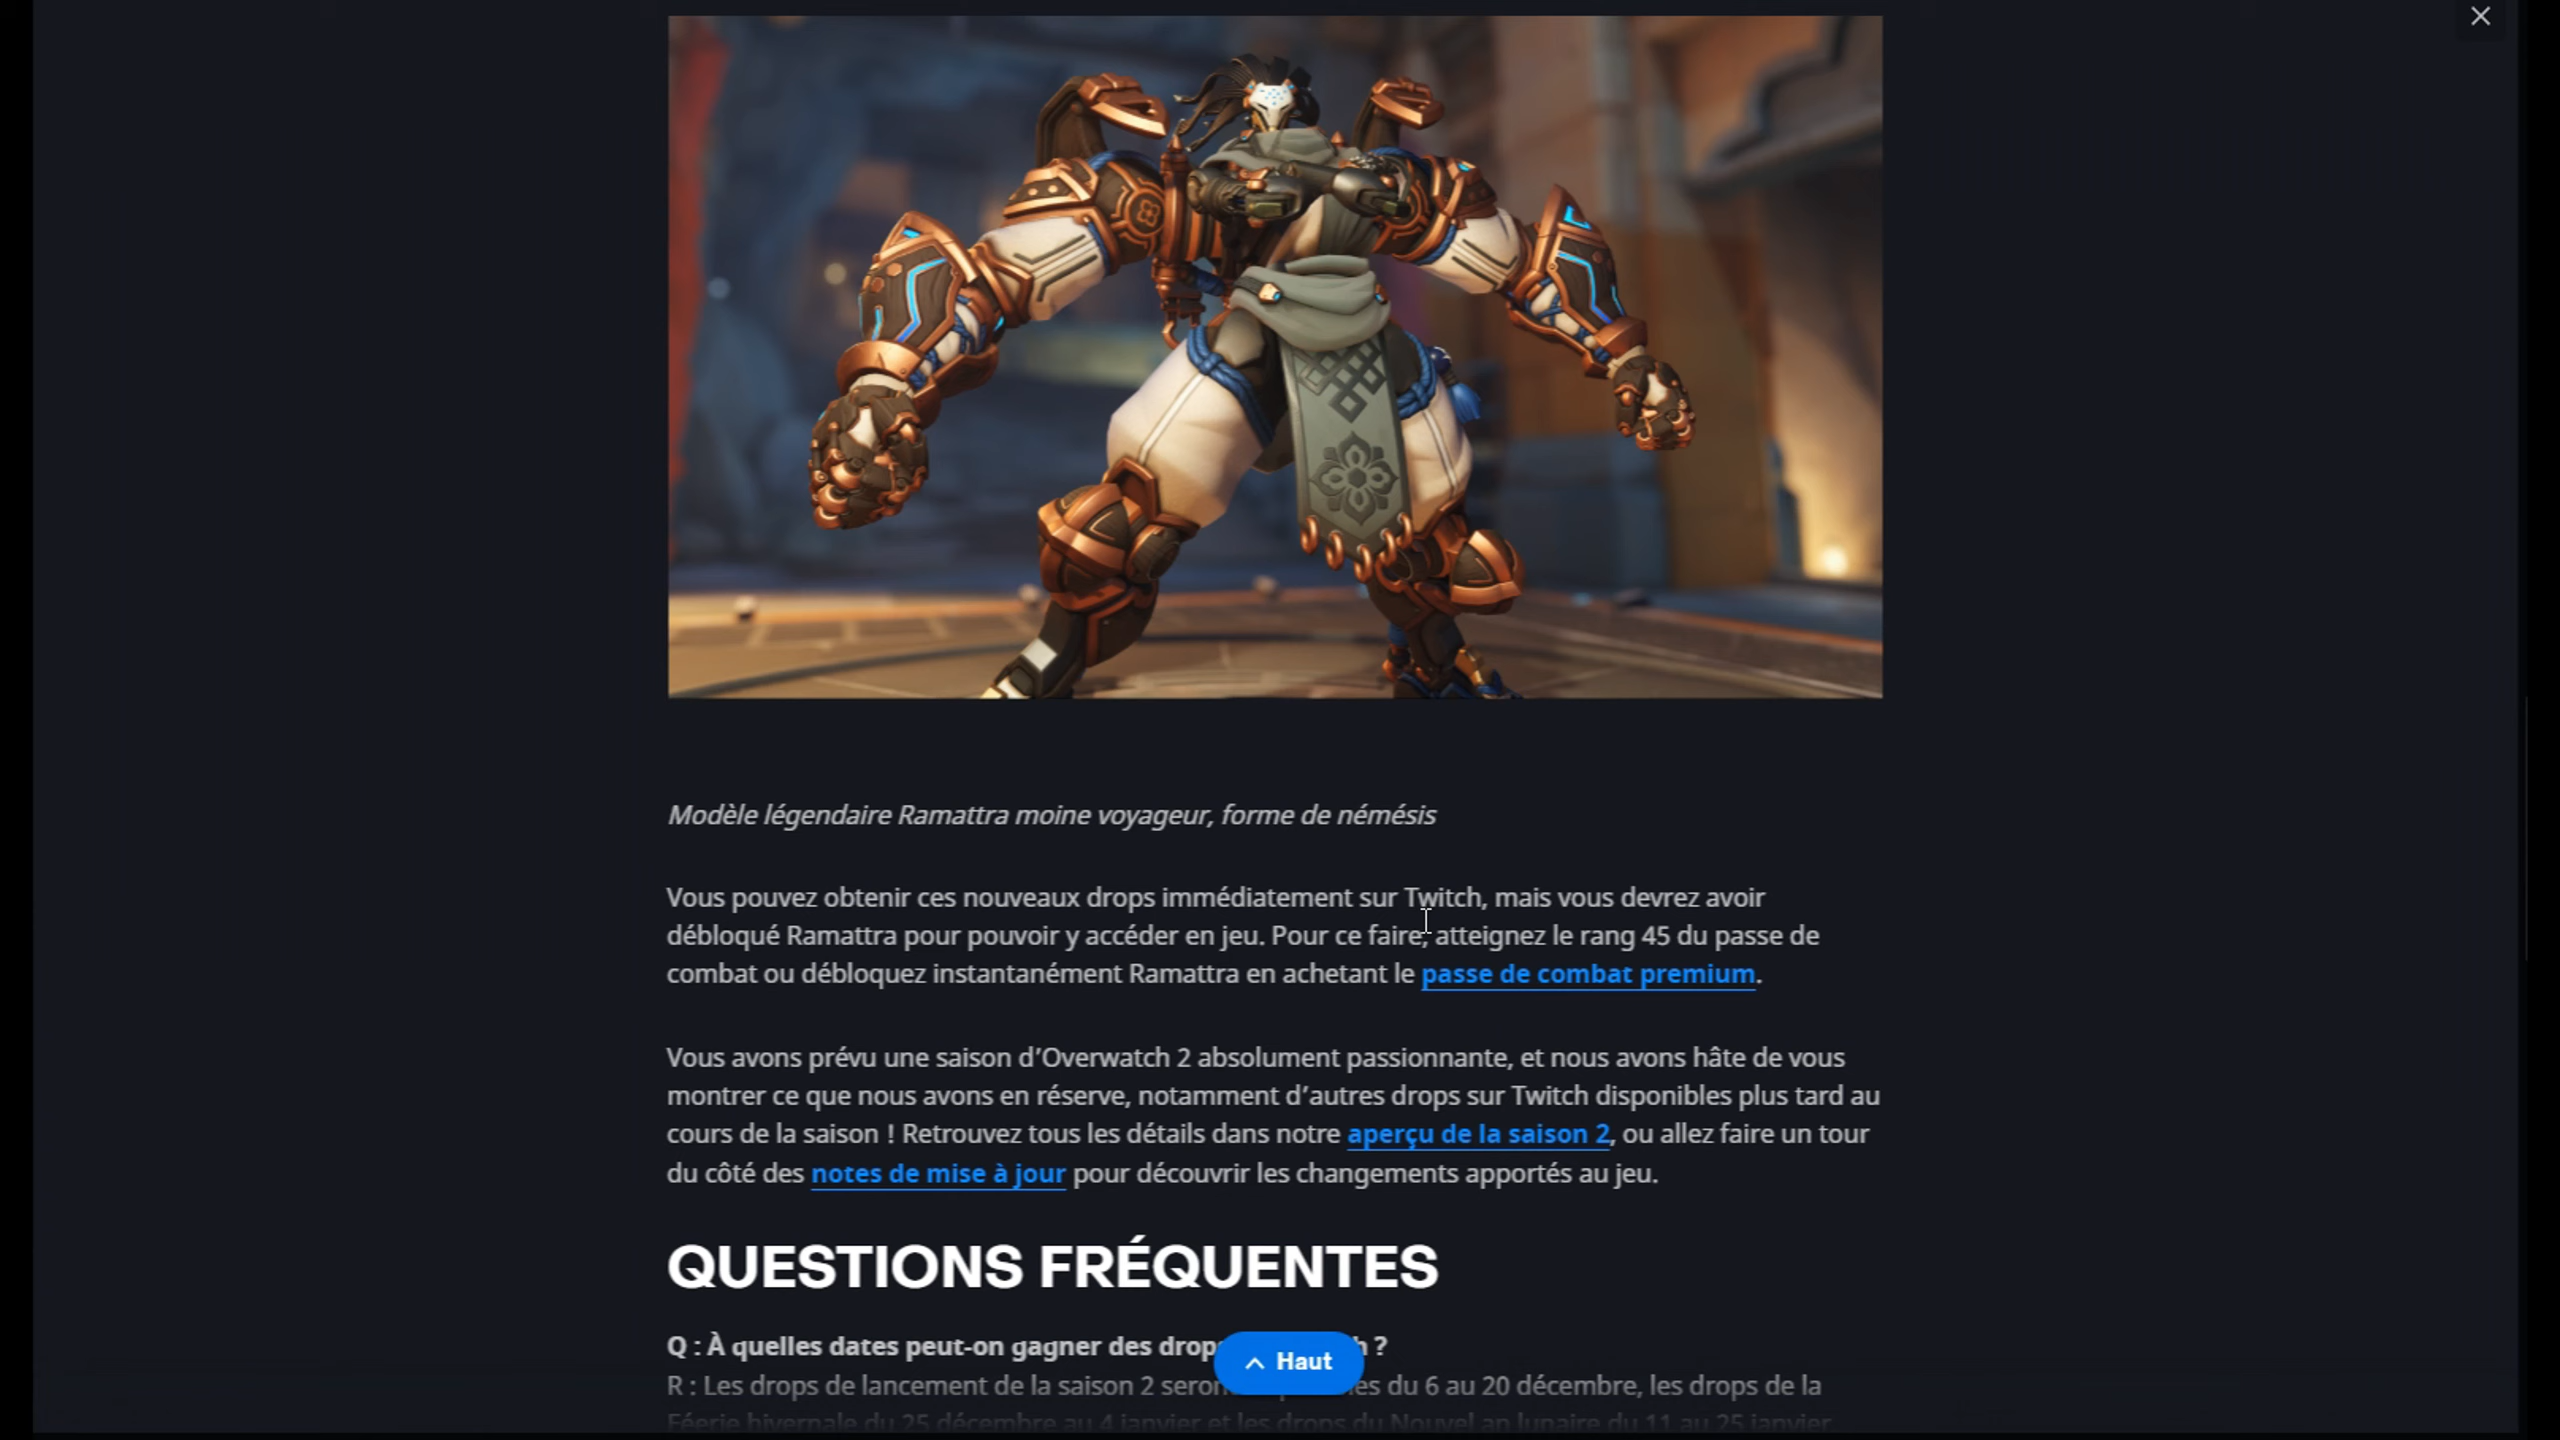 Modèle légendaire Ramattra moine voyageur, forme de némésis
Vous pouvez obtenir ces nouveaux drops immédiatement sur Twitch, mais vous devrez avoir
débloqué Ramattra pour pouvoir y accéder en jeu. Pour ce faire, atteignez le rang 45 du passe de
combat ou débloquez instantanément Ramattra en achetant le passe de combat premium.
Vous avons prévu une saison d’Overwatch 2 absolument passionnante, et nous avons hâte de vous
montrer ce que nous avons en réserve, notamment d’autres drops sur Twitch disponibles plus tard au
cours de la saison ! Retrouvez tous les détails dans notre aperçu de la saison 2, ou allez faire un tour
du côté des notes de mise à jour pour découvrir les changements apportés au jeu.
QUESTIONS FRÉQUENTES
Q : À quelles dates peut-on gagner des drops ?
Haut
R : Les drops de lancement de la saison 2 du 6 au 20 décembre, les drops de la
Féerie hivernale du 25 décembre au 4 janvier et les drops du Nouvel an lunaire du 11 au 25 janvier